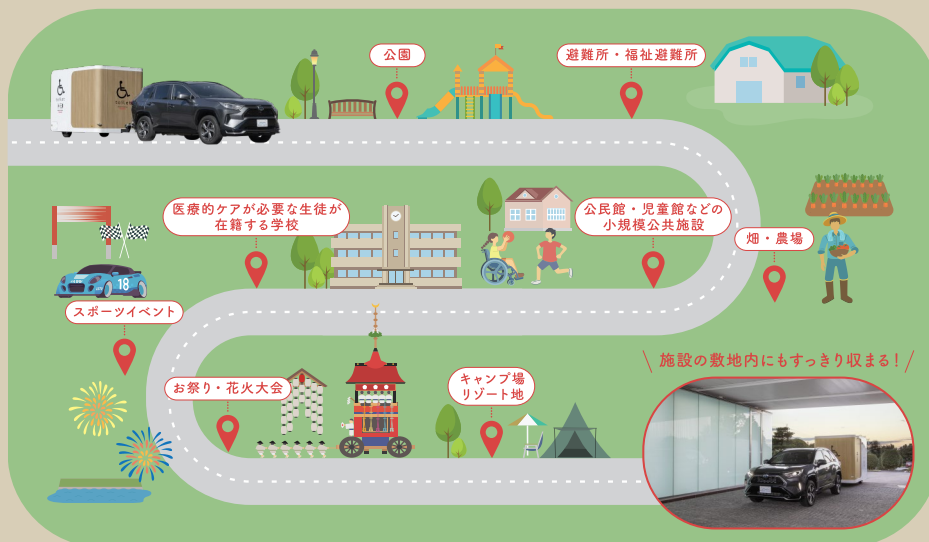 公園
避難所・福祉避難所
医療的ケアが必要な生徒が
在籍する学校
公民館・児童館などの
小規模公共施設
畑・農場
18
スポーツイベント
施設の敷地内にもすっきり収まる！
お祭り・花火大会
キャンプ場
リゾート地